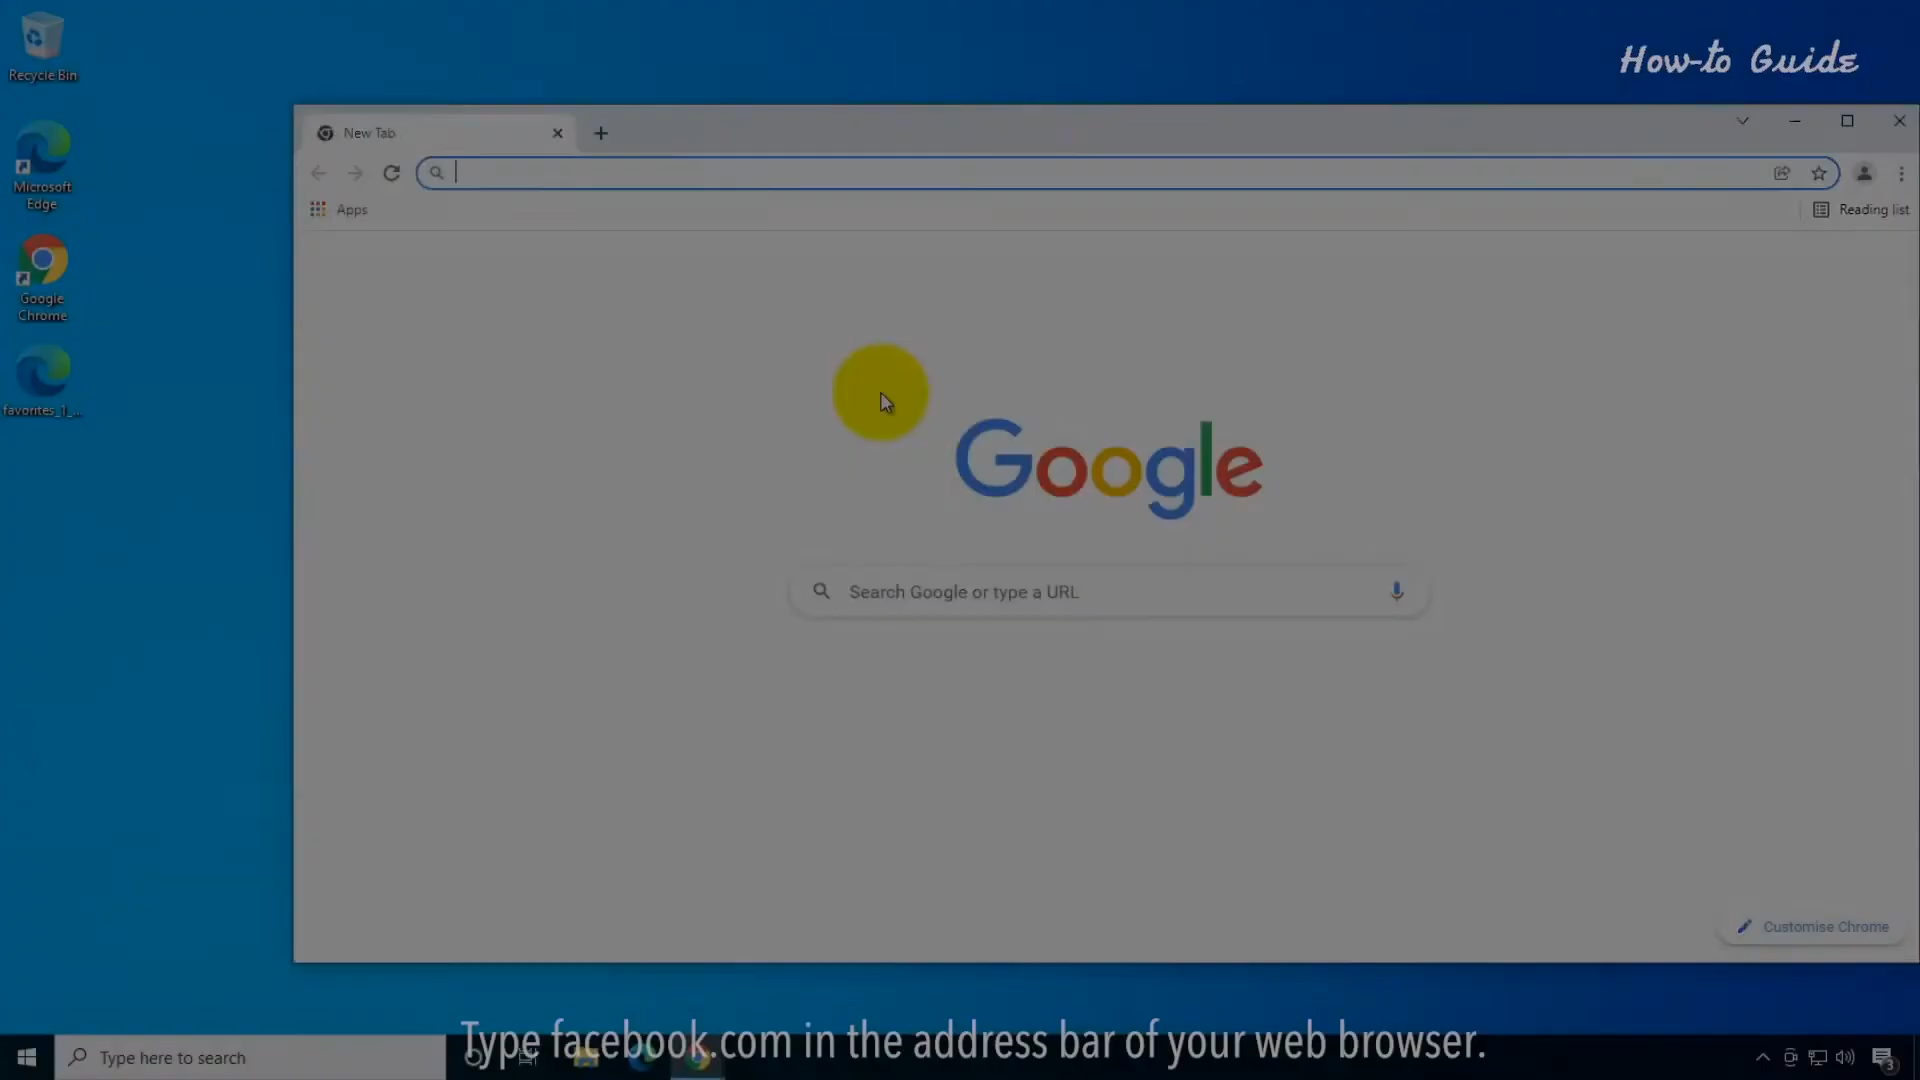 Recycle Bin
How-to Guide
New Tab
Microsoft
Edge
Apps
Reading list
Google
Chrome
favorites_1_...
Google
Search Google or type a URL
Customise Chrome
Type facebook.com in the address bar of your web browser.
Type here to search
3